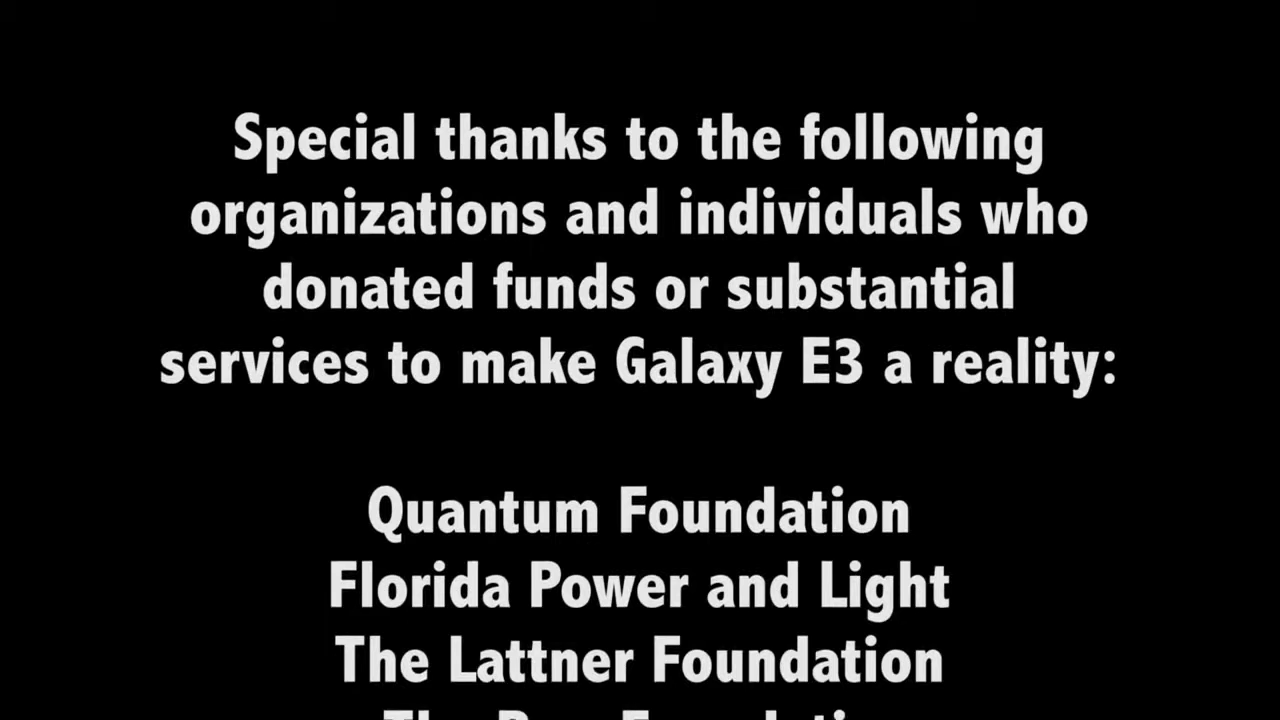 Special thanks to the following
organizations and individuals who
donated funds or substantial
services to make Galaxy E3 a reality:
Quantum Foundation
Florida Power and Light
The Lattner Foundation
The